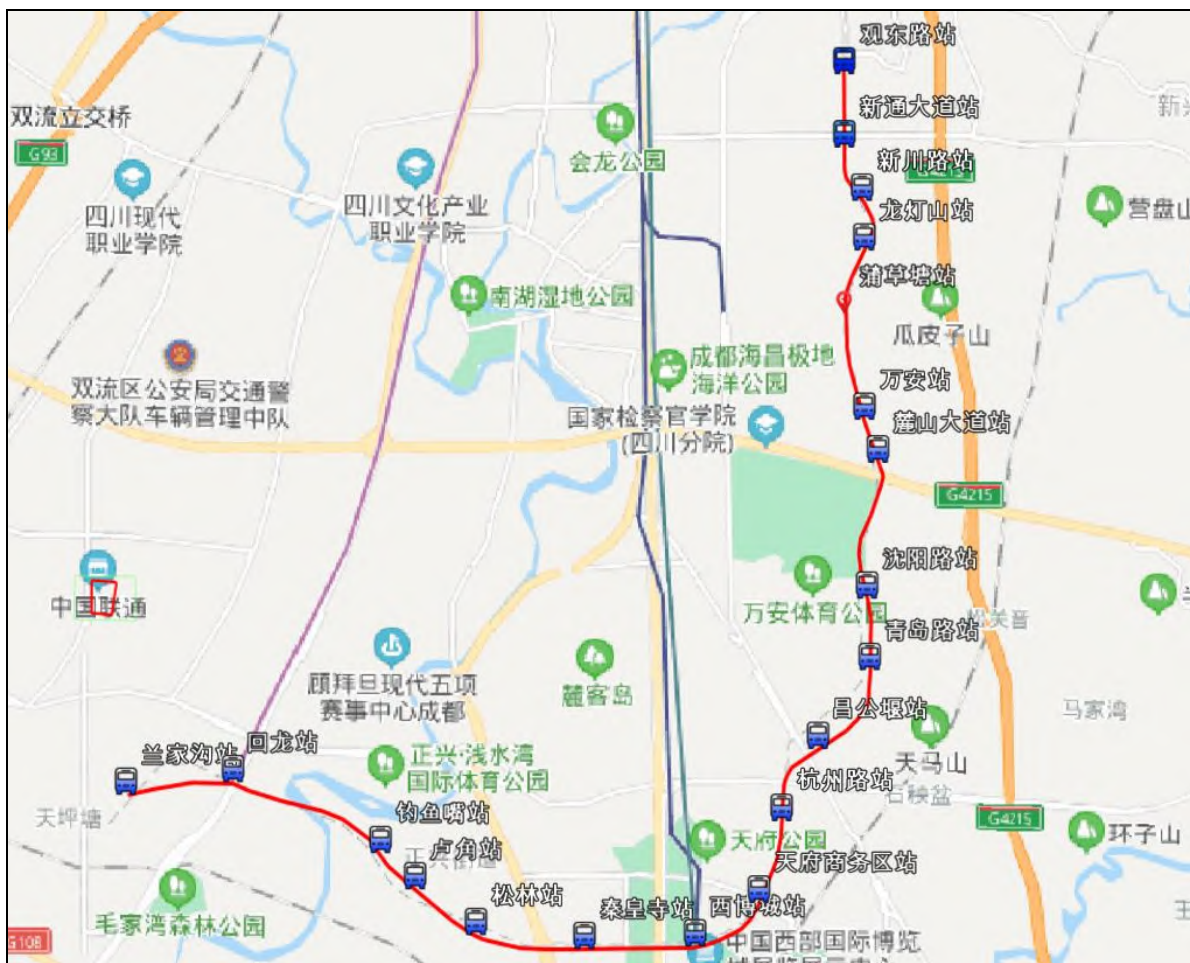 观东路站
双流立交桥
新通大道站
G93
会龙公园
新川路站
G4215
四川现代
职业学院
四川文化产业
职业学院
龙灯山站
营盘山
蒲草塘站
南湖湿地公园
瓜皮子山
成都海昌极地
海洋公园
双流区公安局交通警
察大队车辆管理中队
万安站
国家检察官学院
(四川分院)
麓山大道站
G4215
沈阳路站
中国联通
万安体育公园
青岛路站
顾拜旦现代五项
赛事中心成都
麓客岛
昌公堰站
马家湾
兰家沟站
回龙站
正兴·浅水湾
国际体育公园
天马山
杭州路站
石秧盆
天坪塘
钓鱼嘴站
G4215
环子山
天府公园
卢角站
天府商务区站
松林站
秦皇寺站
西博城站
毛家湾森林公园
G108
中国西部国际博览